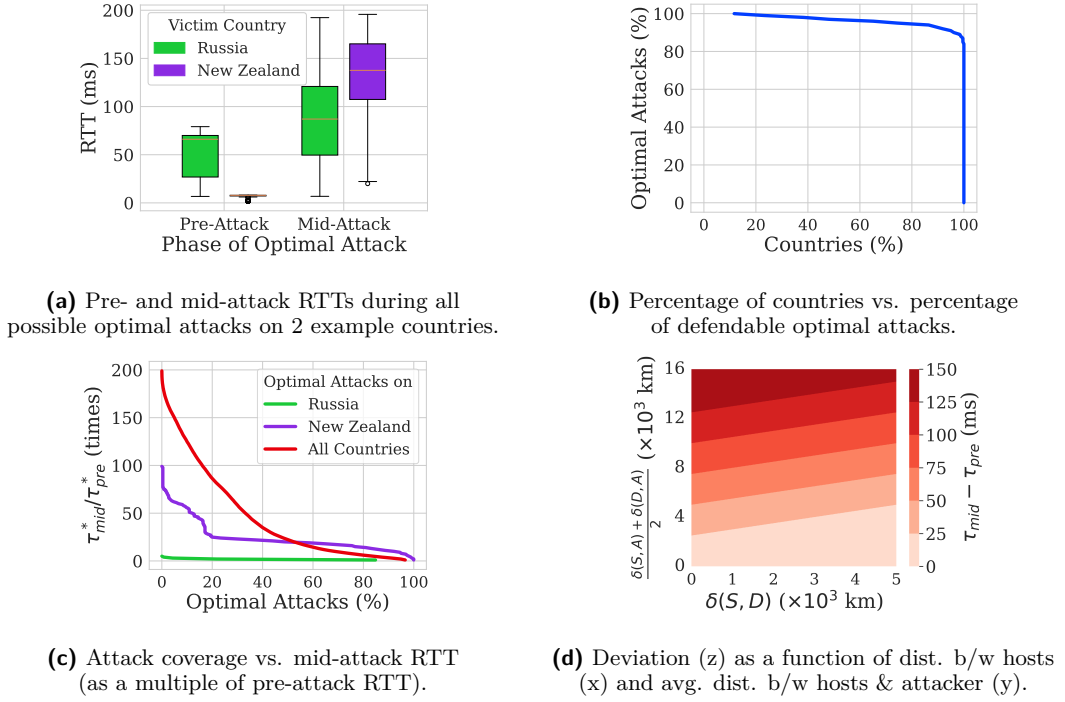 200
150
100
50
0
RTT (ms)
Victim Country
Russia
New Zealand
Pre-Attack
Mid-Attack
Phase of Optimal Attack
(a) Pre- and mid-attack RTTs during all
possible optimal attacks on 2 example countries.
100
80
60
40
20
0
Optimal Attacks (%)
0 20 40 60 80 100
Countries (%)
(b) Percentage of countries vs. percentage
of defendable optimal attacks.
200
150
100
50
0
τ*mid/τ*pre (times)
Optimal Attacks on
Russia
New Zealand
All Countries
0 20 40 60 80 100
Optimal Attacks (%)
(c) Attack coverage vs. mid-attack RTT
(as a multiple of pre-attack RTT).
16
12
8
4
0
δ(S, A) + δ(D, A)
2
(×10³ km)
0 1 2 3 4 5
δ(S, D) (×10³ km)
150
125
100
75
50
25
0
τmid − τpre (ms)
(d) Deviation (z) as a function of dist. b/w hosts
(x) and avg. dist. b/w hosts & attacker (y).